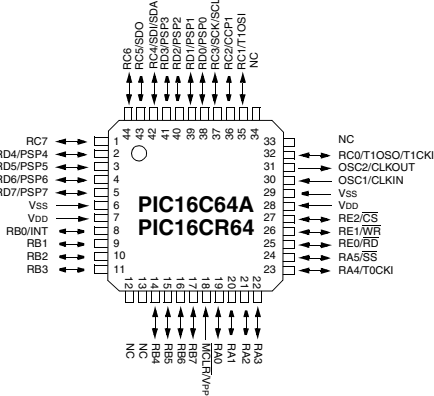 RC6
RC5/SDO
RC4/SDI/SDA
RD3/PSP3
RD2/PSP2
RD1/PSP1
RD0/PSP0
RC3/SCK/SCL
RC2/CCP1
RC1/T1OSI
NC
44
43
42
41
40
39
38
37
36
35
34
RC7 1
RD4/PSP4 2
RD5/PSP5 3
RD6/PSP6 4
RD7/PSP7 5
VSS 6
VDD 7
RB0/INT 8
RB1 9
RB2 10
RB3 11
PIC16C64A
PIC16CR64
33 NC
32 RC0/T1OSO/T1CKI
31 OSC2/CLKOUT
30 OSC1/CLKIN
29 VSS
28 VDD
27 RE2/CS
26 RE1/WR
25 RE0/RD
24 RA5/SS
23 RA4/T0CKI
12
13
14
15
16
17
18
19
20
21
22
NC
NC
RB4
RB5
RB6
RB7
MCLR/VPP
RA0
RA1
RA2
RA3